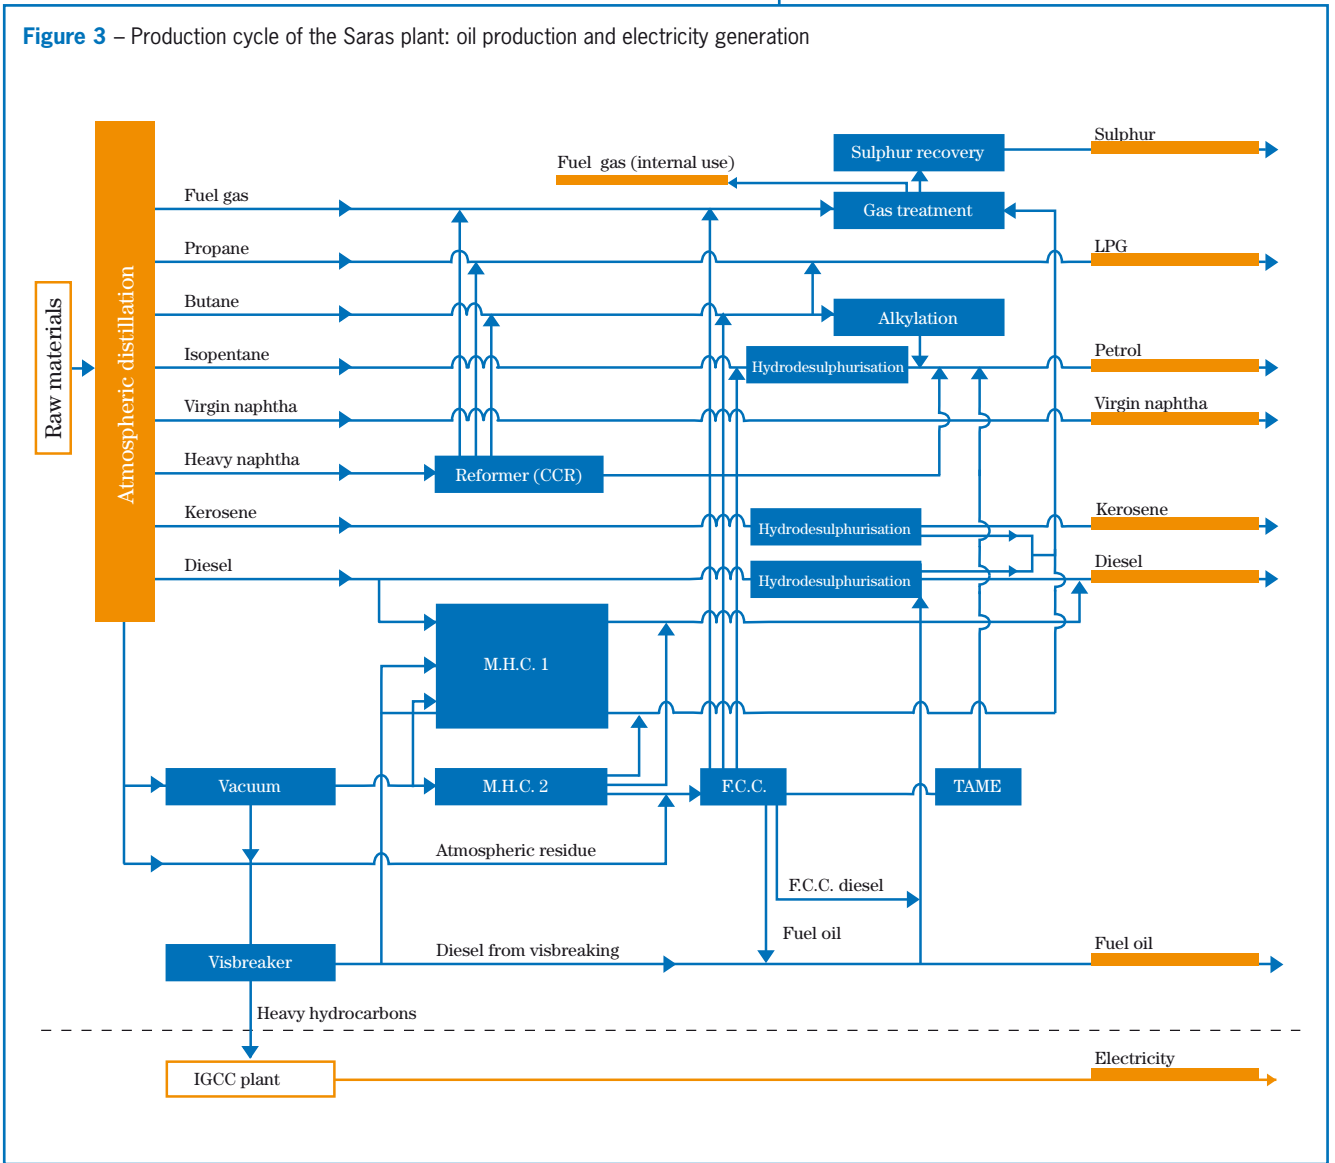 Figure 3 – Production cycle of the Saras plant: oil production and electricity generation
Sulphur
Sulphur recovery
Fuel gas (internal use)
Fuel gas
Gas treatment
Propane
LPG
Butane
Alkylation
Isopentane
Hydrodesulphurisation
Petrol
Raw materials
Atmospheric distillation
Virgin naphtha
Virgin naphtha
Heavy naphtha
Reformer (CCR)
Kerosene
Hydrodesulphurisation
Kerosene
Diesel
Hydrodesulphurisation
Diesel
M.H.C. 1
Vacuum
M.H.C. 2
F.C.C.
TAME
Atmospheric residue
F.C.C. diesel
Fuel oil
Visbreaker
Diesel from visbreaking
Fuel oil
Heavy hydrocarbons
IGCC plant
Electricity